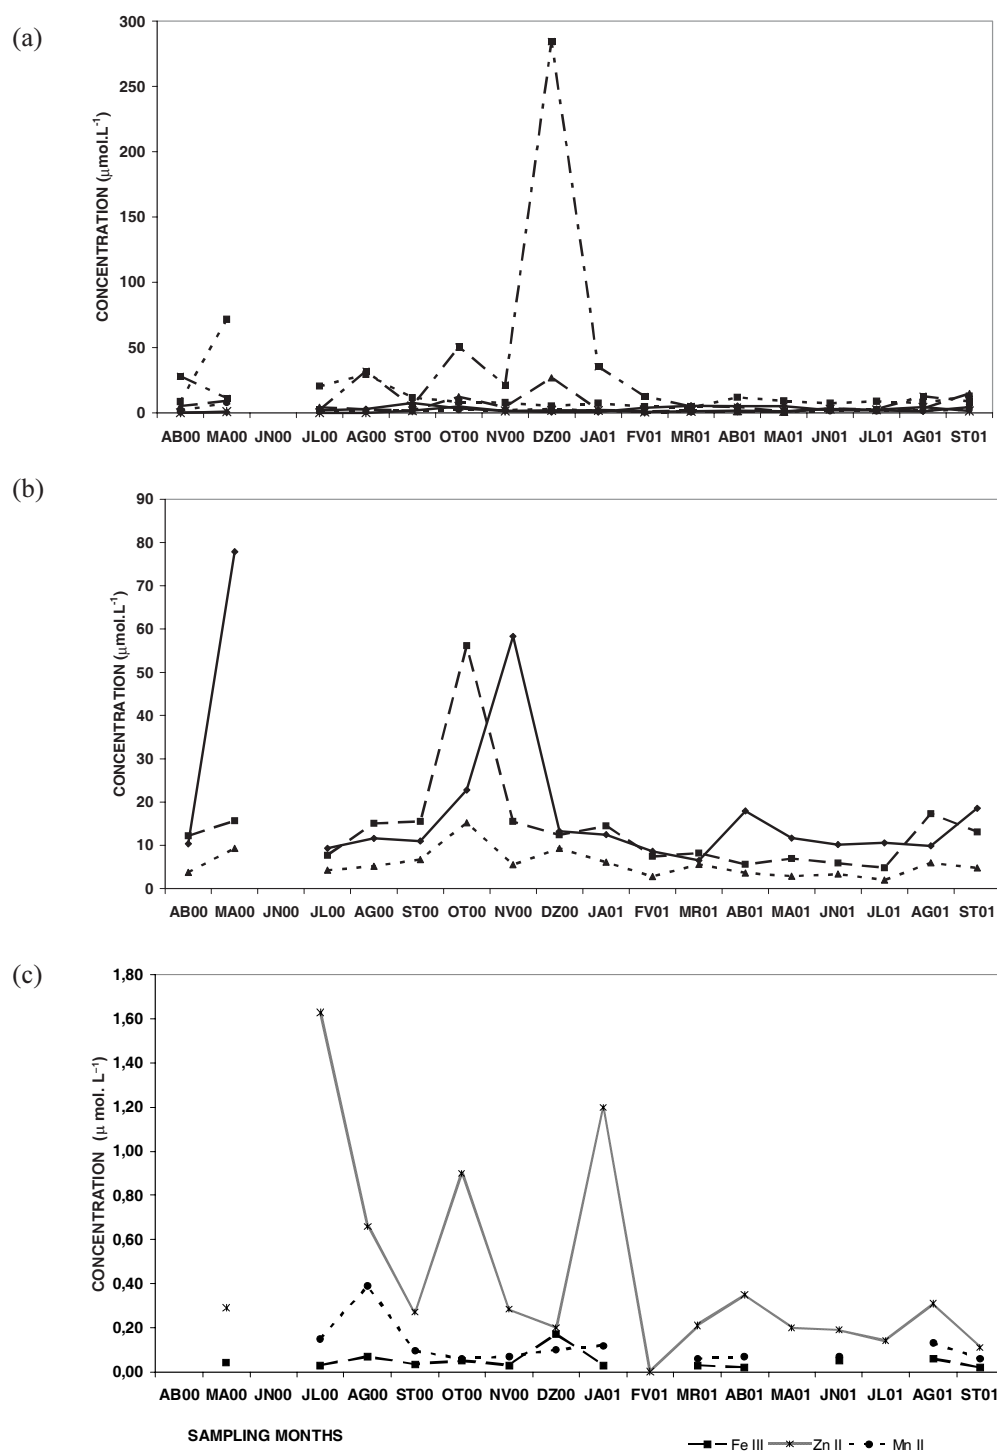 (a)
300
250
200
150
100
50
0
CONCENTRATION (μmol.L-1)
AB00 MA00 JN00 JL00 AG00 ST00 OT00 NV00 DZ00 JA01 FV01 MR01 AB01 MA01 JN01 JL01 AG01 ST01
(b)
90
80
70
60
50
40
30
20
10
0
CONCENTRATION (μmol.L-1)
AB00 MA00 JN00 JL00 AG00 ST00 OT00 NV00 DZ00 JA01 FV01 MR01 AB01 MA01 JN01 JL01 AG01 ST01
(c)
1,80
1,60
1,40
1,20
1,00
0,80
0,60
0,40
0,20
0,00
CONCENTRATION (μ mol. L-1)
AB00 MA00 JN00 JL00 AG00 ST00 OT00 NV00 DZ00 JA01 FV01 MR01 AB01 MA01 JN01 JL01 AG01 ST01
SAMPLING MONTHS
Fe III Zn II Mn II